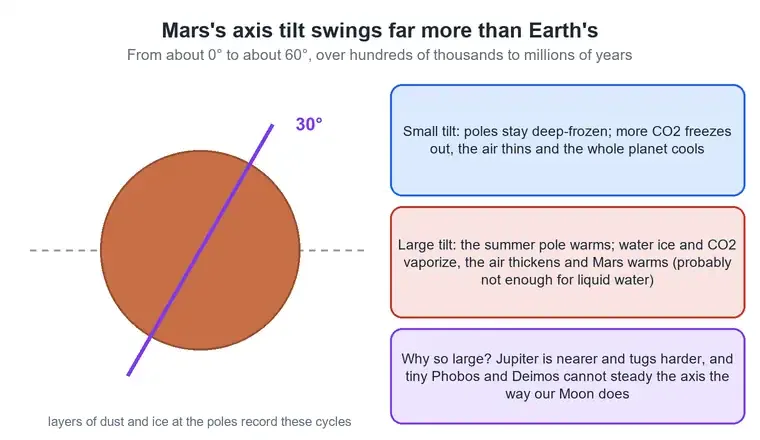 Mars's axis tilt swings far more than Earth's
From about 0° to about 60°, over hundreds of thousands to millions of years
30°
Small tilt: poles stay deep-frozen; more CO2 freezes
out, the air thins and the whole planet cools
Large tilt: the summer pole warms; water ice and CO2
vaporize, the air thickens and Mars warms (probably
not enough for liquid water)
Why so large? Jupiter is nearer and tugs harder, and
tiny Phobos and Deimos cannot steady the axis the
way our Moon does
layers of dust and ice at the poles record these cycles